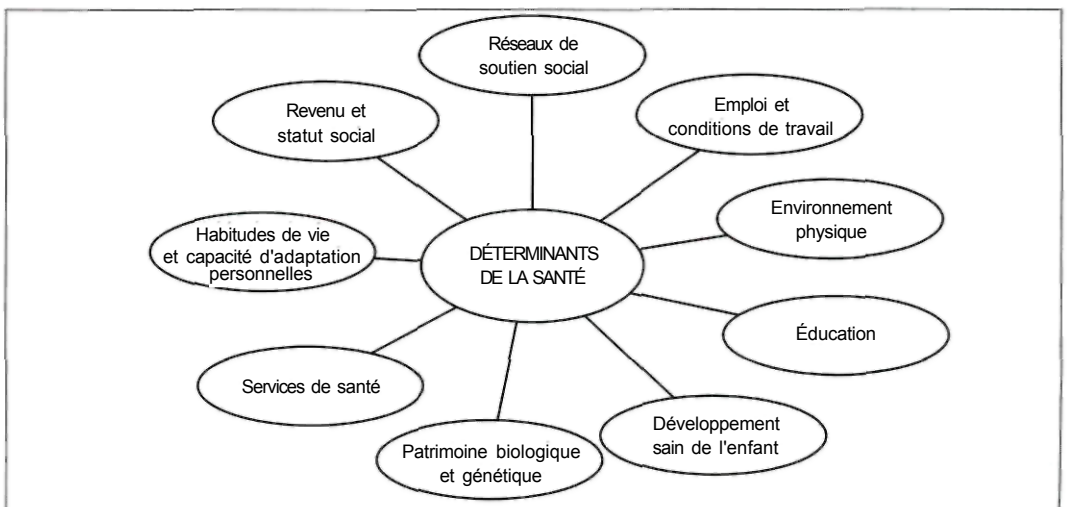 Réseaux de
soutien social
Revenu et
statut social
Emploi et
conditions de travail
Environnement
physique
Habitudes de vie
et capacité d'adaptation
personnelles
DÉTERMINANTS
DE LA SANTÉ
Éducation
Services de santé
Développement
sain de l'enfant
Patrimoine biologique
et génétique